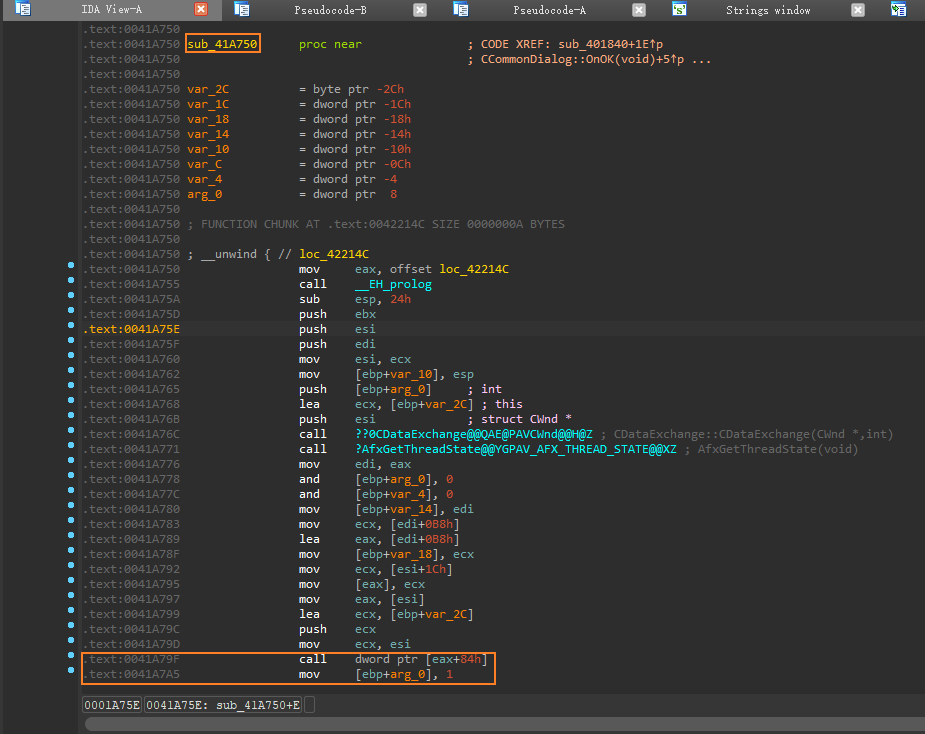 IDA View-A Pseudocode-B Pseudocode-A Strings window
.text:0041A750
.text:0041A750 sub_41A750 proc near ; CODE XREF: sub_401840+1E↑p
.text:0041A750 ; CCommonDialog::OnOK(void)+5↑p ...
.text:0041A750
.text:0041A750 var_2C = byte ptr -2Ch
.text:0041A750 var_1C = dword ptr -1Ch
.text:0041A750 var_18 = dword ptr -18h
.text:0041A750 var_14 = dword ptr -14h
.text:0041A750 var_10 = dword ptr -10h
.text:0041A750 var_C = dword ptr -0Ch
.text:0041A750 var_4 = dword ptr -4
.text:0041A750 arg_0 = dword ptr 8
.text:0041A750
.text:0041A750 ; FUNCTION CHUNK AT .text:0042214C SIZE 0000000A BYTES
.text:0041A750
.text:0041A750 ; __unwind { // loc_42214C
.text:0041A750 mov eax, offset loc_42214C
.text:0041A755 call __EH_prolog
.text:0041A75A sub esp, 24h
.text:0041A75D push ebx
.text:0041A75E push esi
.text:0041A75F push edi
.text:0041A760 mov esi, ecx
.text:0041A762 mov [ebp+var_10], esp
.text:0041A765 push [ebp+arg_0] ; int
.text:0041A768 lea ecx, [ebp+var_2C] ; this
.text:0041A76B push esi ; struct CWnd *
.text:0041A76C call ??0CDataExchange@@QAE@PAVCWnd@@H@Z ; CDataExchange::CDataExchange(CWnd *,int)
.text:0041A771 call ?AfxGetThreadState@@YGPAV_AFX_THREAD_STATE@@XZ ; AfxGetThreadState(void)
.text:0041A776 mov edi, eax
.text:0041A778 and [ebp+arg_0], 0
.text:0041A77C and [ebp+var_4], 0
.text:0041A780 mov [ebp+var_14], edi
.text:0041A783 mov ecx, [edi+0B8h]
.text:0041A789 lea eax, [edi+0B8h]
.text:0041A78F mov [ebp+var_18], ecx
.text:0041A792 mov ecx, [esi+1Ch]
.text:0041A795 mov [eax], ecx
.text:0041A797 mov eax, [esi]
.text:0041A799 lea ecx, [ebp+var_2C]
.text:0041A79C push ecx
.text:0041A79D mov ecx, esi
.text:0041A79F call dword ptr [eax+84h]
.text:0041A7A5 mov [ebp+arg_0], 1
0001A75E 0041A75E: sub_41A750+E